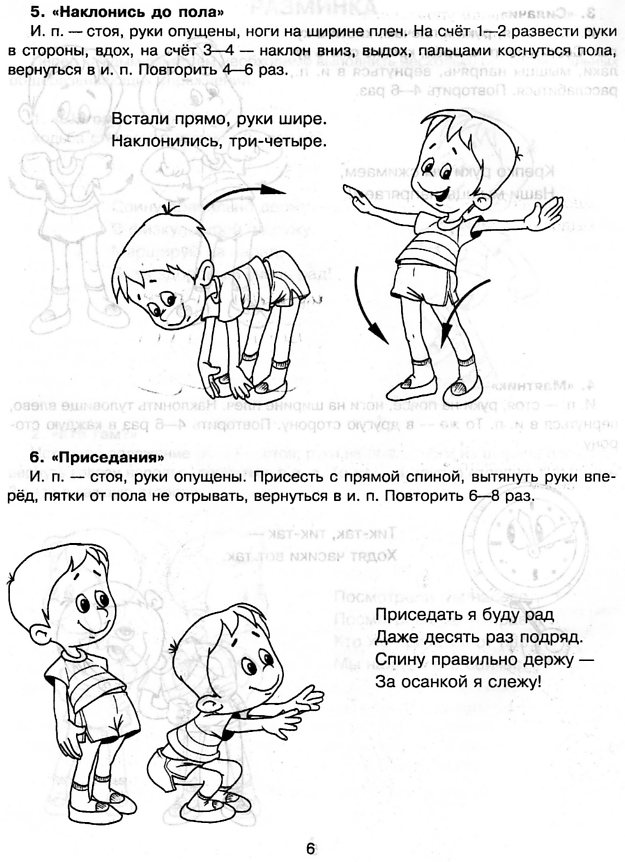 5. «Наклонись до пола»
И. п. — стоя, руки опущены, ноги на ширине плеч. На счёт 1—2 развести руки
в стороны, вдох, на счёт 3—4 — наклон вниз, выдох, пальцами коснуться пола,
вернуться в и. п. Повторить 4—6 раз.
Встали прямо, руки шире.
Наклонились, три-четыре.
6. «Приседания»
И. п. — стоя, руки опущены. Присесть с прямой спиной, вытянуть руки впе-
рёд, пятки от пола не отрывать, вернуться в и. п. Повторить 6—8 раз.
Приседать я буду рад
Даже десять раз подряд.
Спину правильно держу —
За осанкой я слежу!
6